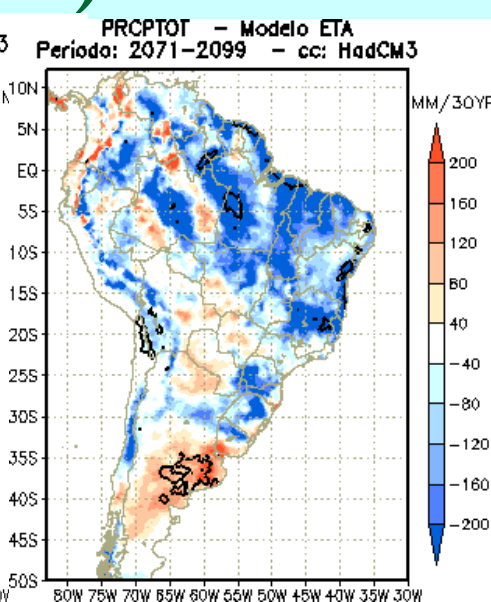 PRCPTOT - Modelo ETA
Periodo: 2071-2099 - cc: HadCM3
3
N
10N
5N
EQ
5S
10S
15S
20S
25S
30S
35S
40S
45S
50S
80W 75W 70W 65W 60W 55W 50W 45W 40W 35W 30W
MM/30YR
200
160
120
80
40
-40
-80
-120
-160
-200